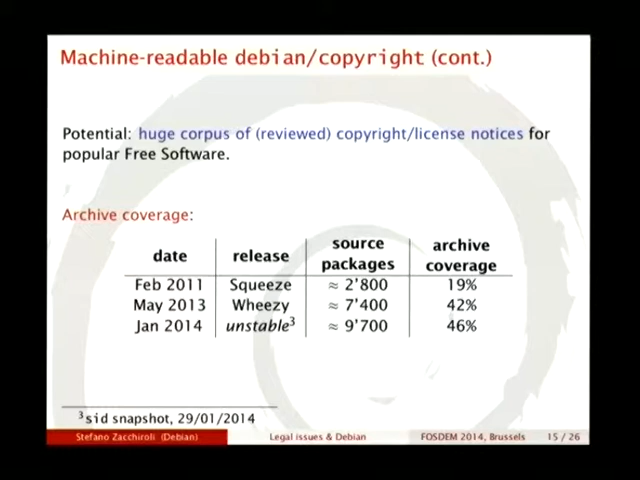 Machine-readable debian/copyright (cont.)
Potential: huge corpus of (reviewed) copyright/license notices for
popular Free Software.
Archive coverage:
date release source packages archive coverage
Feb 2011 Squeeze ≈ 2'800 19%
May 2013 Wheezy ≈ 7'400 42%
Jan 2014 unstable³ ≈ 9'700 46%
³sid snapshot, 29/01/2014
Stefano Zacchiroli (Debian) Legal issues & Debian FOSDEM 2014, Brussels 15 / 26